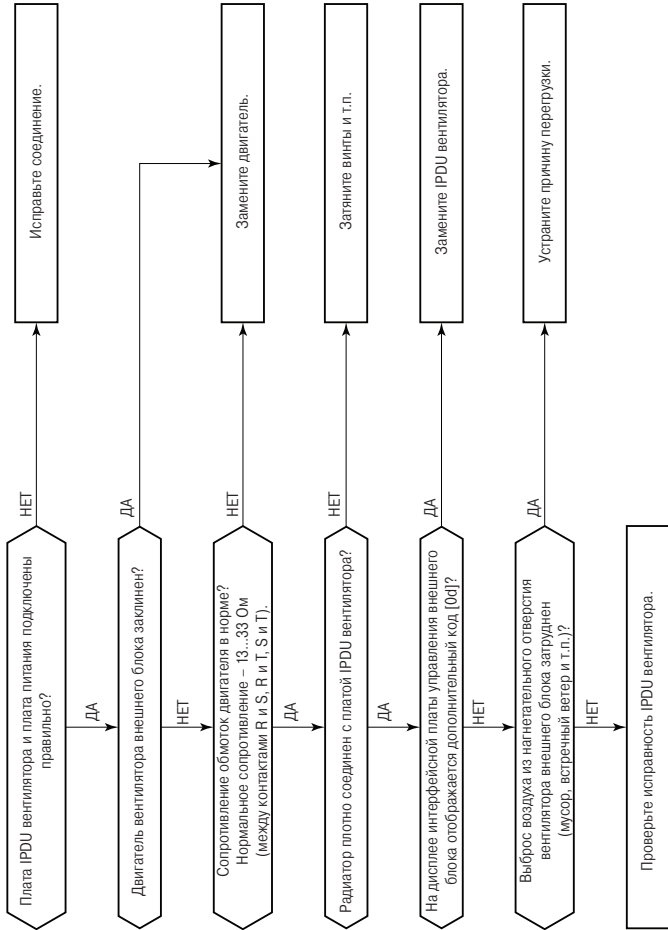 Плата IPDU вентилятора и плата питания подключены
правильно?
НЕТ
Исправьте соединение.
ДА
Двигатель вентилятора внешнего блока заклинен?
ДА
НЕТ
Сопротивление обмоток двигателя в норме?
Нормальное сопротивление – 13...33 Ом
(между контактами R и S, R и T, S и T).
НЕТ
Замените двигатель.
ДА
Радиатор плотно соединен с платой IPDU вентилятора?
НЕТ
Затяните винты и т.п.
ДА
На дисплее интерфейсной платы управления внешнего
блока отображается дополнительный код [0d]?
ДА
Замените IPDU вентилятора.
НЕТ
Выброс воздуха из нагнетательного отверстия
вентилятора внешнего блока затруднен
(мусор, встречный ветер и т.п.)?
ДА
Устраните причину перегрузки.
НЕТ
Проверьте исправность IPDU вентилятора.